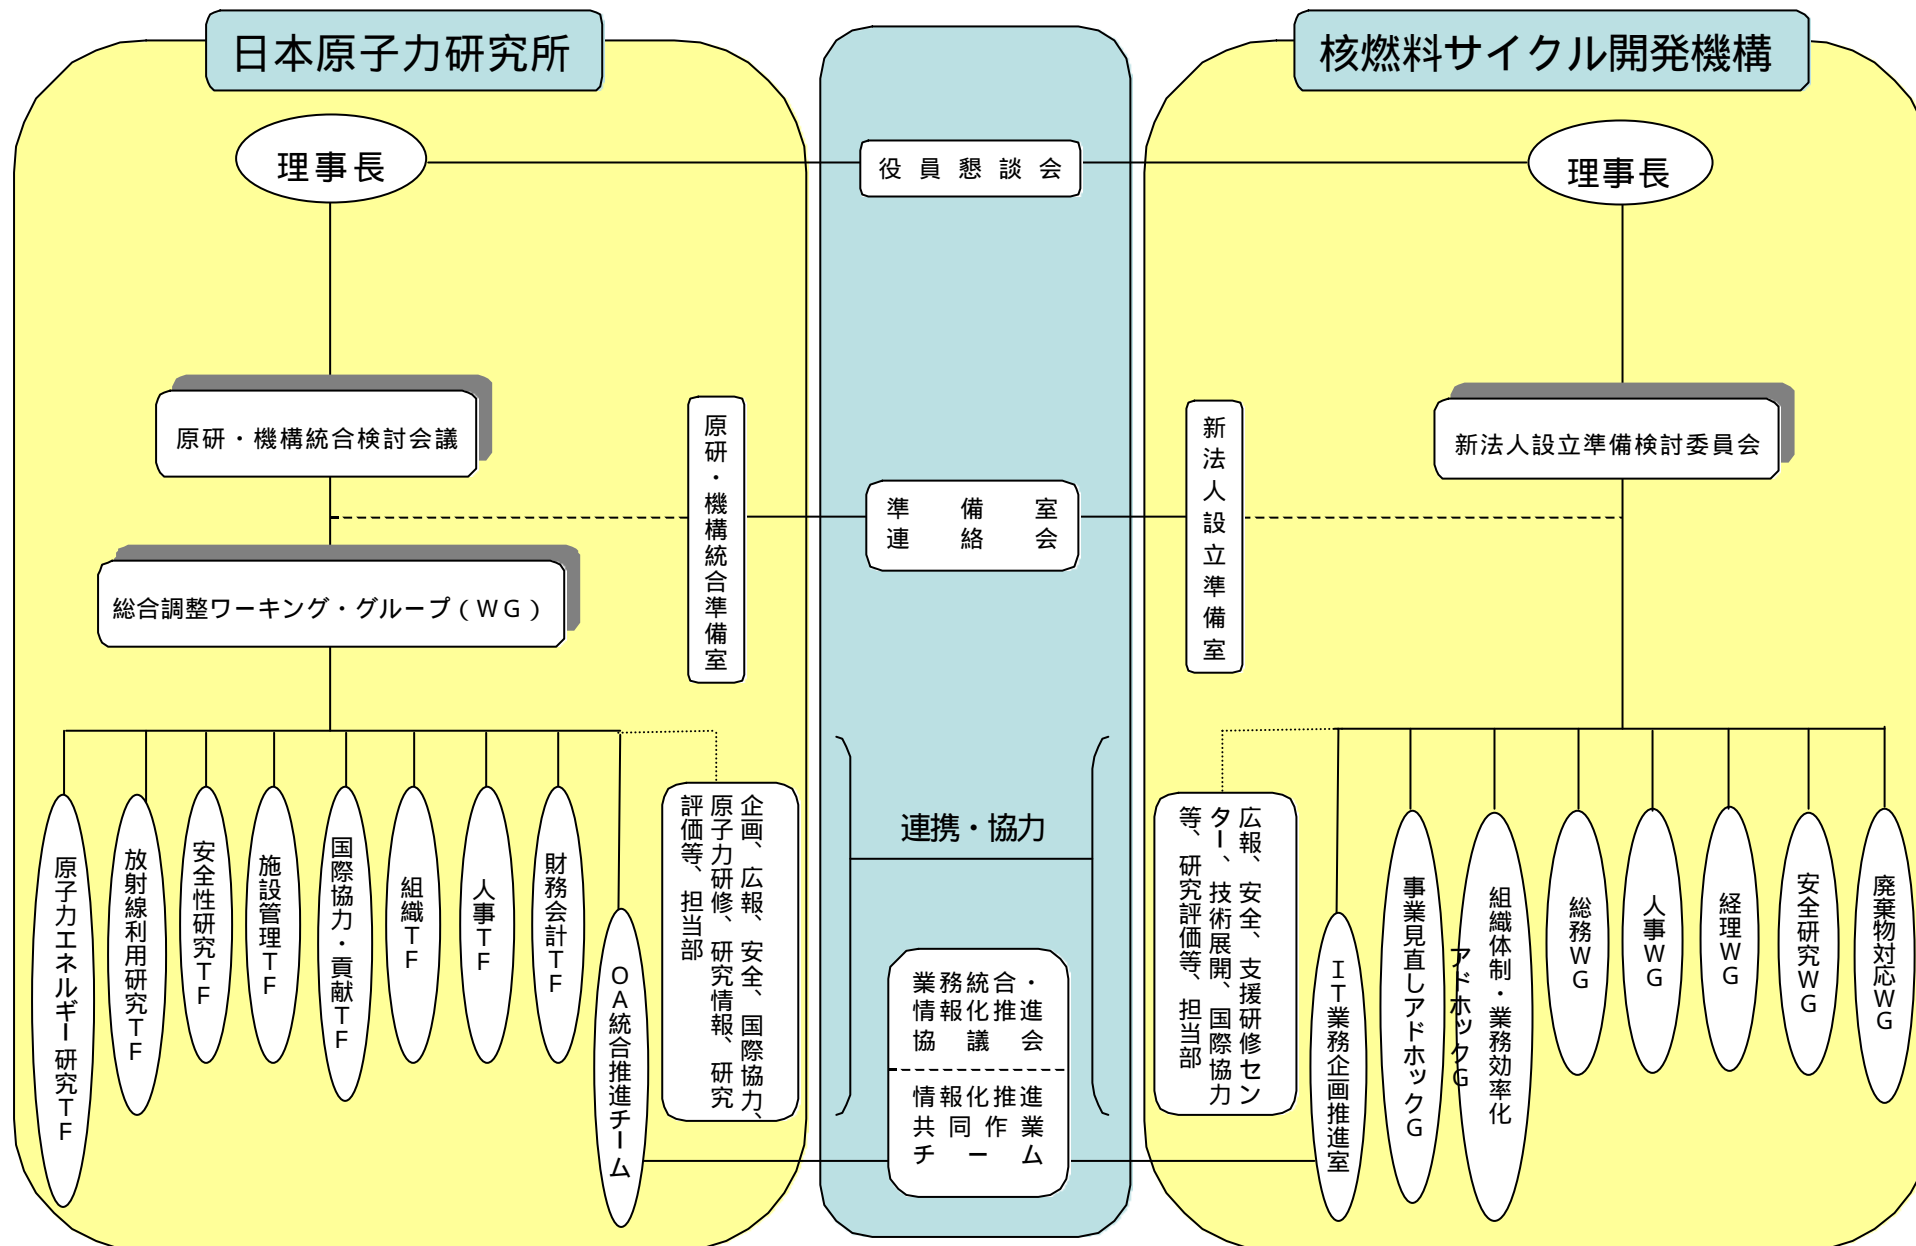 日本原子力研究所
核燃料サイクル開発機構
理事長
役員懇談会
理事長
原研・機構統合検討会議
新法人設立準備検討委員会
原研・機構統合準備室
新法人設立準備室
準備室
連絡会
総合調整ワーキング・グループ(WG)
原子力エネルギー研究TF
放射線利用研究TF
安全性研究TF
施設管理TF
国際協力・貢献TF
組織TF
人事TF
財務会計TF
OA統合推進チーム
企画、広報、安全、国際協力、
原子力研修、研究情報、研究
評価等、担当部
連携・協力
業務統合・
情報化推進
協議会
情報化推進
共同作業
チーム
広報、安全、支援研修セン
ター、技術展開、国際協力
等、研究評価等、担当部
IT業務企画推進室
事業見直しアドホックG
組織体制・業務効率化
アドホックG
総務WG
人事WG
経理WG
安全研究WG
廃棄物対応WG